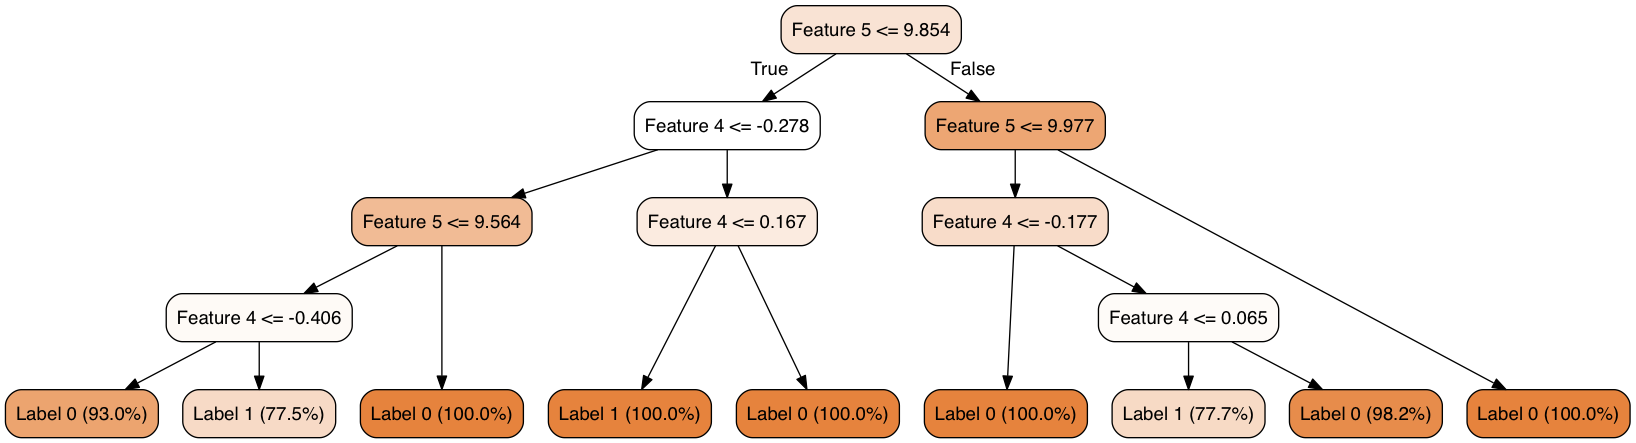 Feature 5 <= 9.854
True
False
Feature 4 <= -0.278
Feature 5 <= 9.977
Feature 5 <= 9.564
Feature 4 <= 0.167
Feature 4 <= -0.177
Feature 4 <= -0.406
Feature 4 <= 0.065
Label 0 (93.0%)
Label 1 (77.5%)
Label 0 (100.0%)
Label 1 (100.0%)
Label 0 (100.0%)
Label 0 (100.0%)
Label 1 (77.7%)
Label 0 (98.2%)
Label 0 (100.0%)